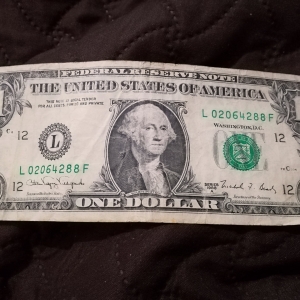 FEDERAL RESERVE NOTE
THE UNITED STATES OF AMERICA
THIS NOTE IS LEGAL TENDER
FOR ALL DEBTS, PUBLIC AND PRIVATE
L 02064288 F
WASHINGTON, D.C.
12
12
L
L 02064288 F
12
12
SERIES
ONE DOLLAR